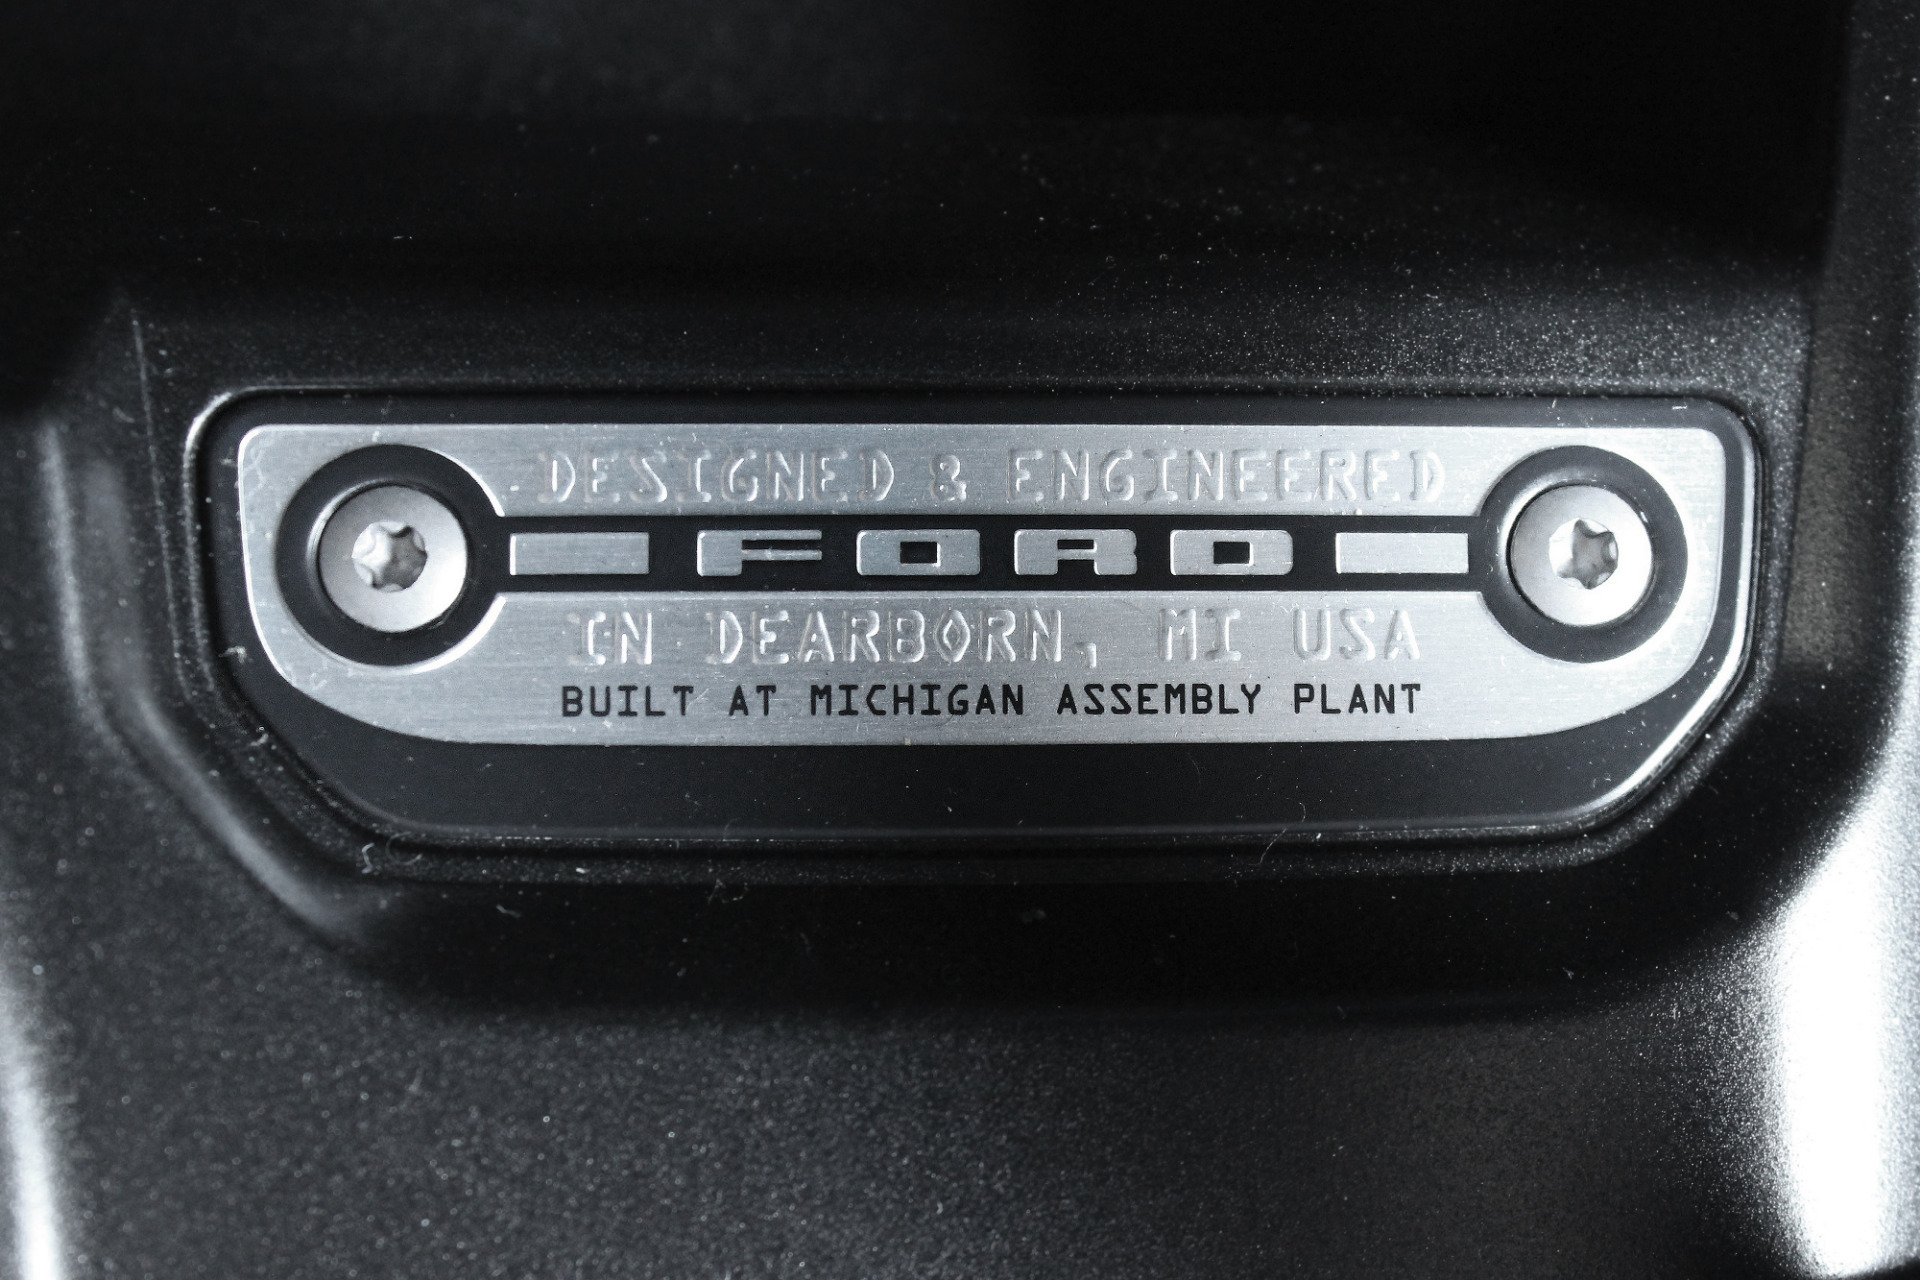 DESIGNED & ENGINEERED
FORD
IN DEARBORN, MI USA
BUILT AT MICHIGAN ASSEMBLY PLANT